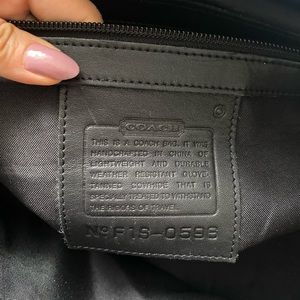 COACH
THIS IS A COACH BAG. IT WAS
HANDCRAFTED IN CHINA OF
LIGHTWEIGHT AND DURABLE
WEATHER RESISTANT GLOVE-
TANNED COWHIDE THAT IS
SPECIALLY TREATED TO WITHSTAND
THE RIGORS OF TRAVEL.
Nº F1S-0596